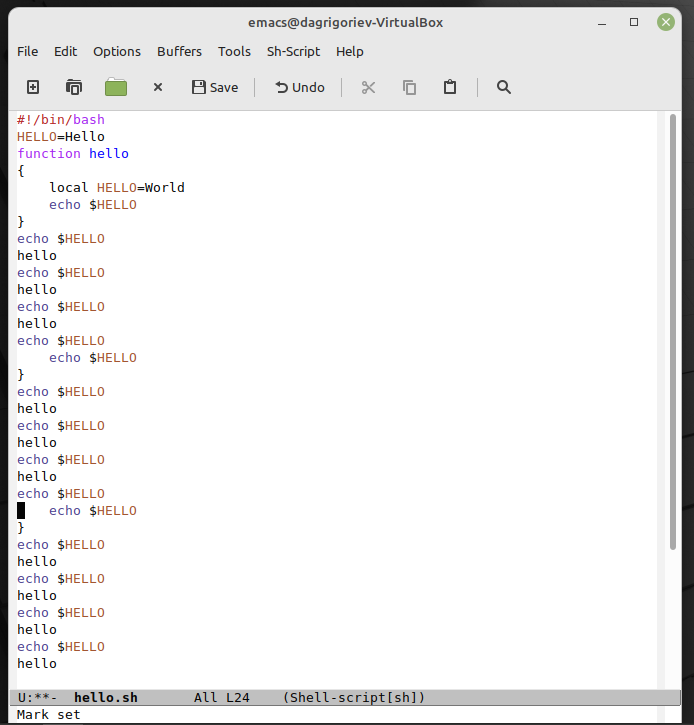 emacs@dagrigoriev-VirtualBox
File Edit Options Buffers Tools Sh-Script Help
Save Undo
#!/bin/bash
HELLO=Hello
function hello
{
    local HELLO=World
    echo $HELLO
}
echo $HELLO
hello
echo $HELLO
hello
echo $HELLO
hello
echo $HELLO
    echo $HELLO
}
echo $HELLO
hello
echo $HELLO
hello
echo $HELLO
hello
echo $HELLO
    echo $HELLO
}
echo $HELLO
hello
echo $HELLO
hello
echo $HELLO
hello
echo $HELLO
hello
U:**-  hello.sh       All L24    (Shell-script[sh])
Mark set